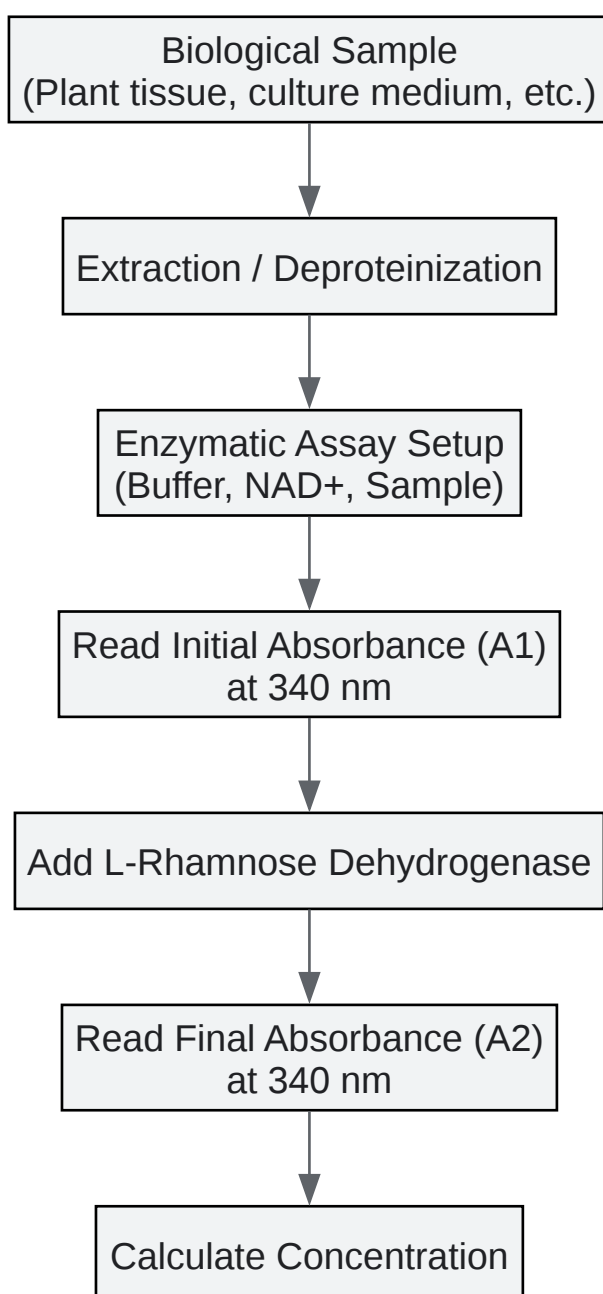 Biological Sample
(Plant tissue, culture medium, etc.)
Extraction / Deproteinization
Enzymatic Assay Setup
(Buffer, NAD+, Sample)
Read Initial Absorbance (A1)
at 340 nm
Add L-Rhamnose Dehydrogenase
Read Final Absorbance (A2)
at 340 nm
Calculate Concentration